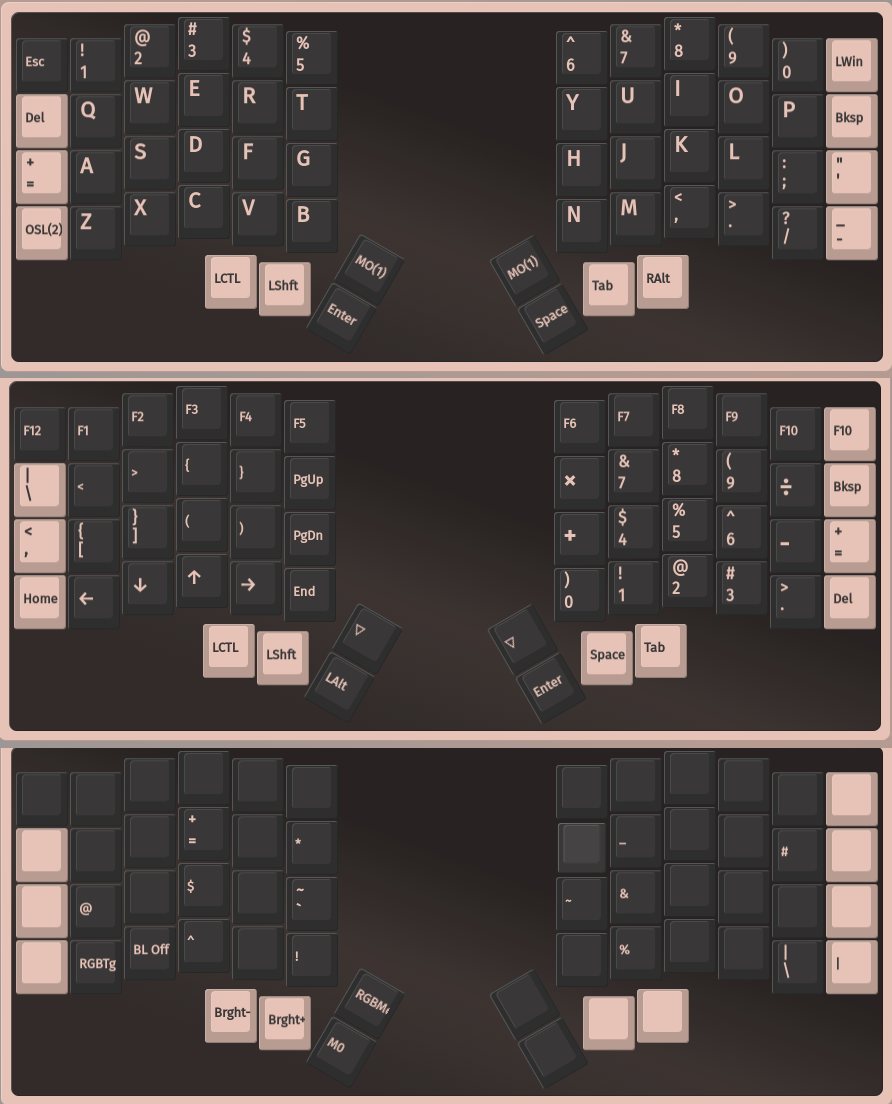 Esc ! 1 @ 2 # 3 $ 4 % 5 ^ 6 & 7 * 8 ( 9 ) 0 LWin
Del Q W E R T Y U I O P Bksp
+ = A S D F G H J K L : ; " '
OSL(2) Z X C V B N M < , > . ? / _ -
LCTL LShft MO(1) MO(1) Tab RAlt
Enter Space
F12 F1 F2 F3 F4 F5 F6 F7 F8 F9 F10 F10
| \ < > { } PgUp × & 7 * 8 ( 9 ÷ Bksp
< , { [ } ] ( ) PgDn + $ 4 % 5 ^ 6 - + =
Home ← ↓ ↑ → End ) 0 ! 1 @ 2 # 3 > . Del
LCTL LShft ▽ ◁ Space Tab
LAlt Enter
+ = * _ #
@ $ ~ ` ~ &
RGBTg BL Off ^ ! % | \ |
Brght- Brght+
M0